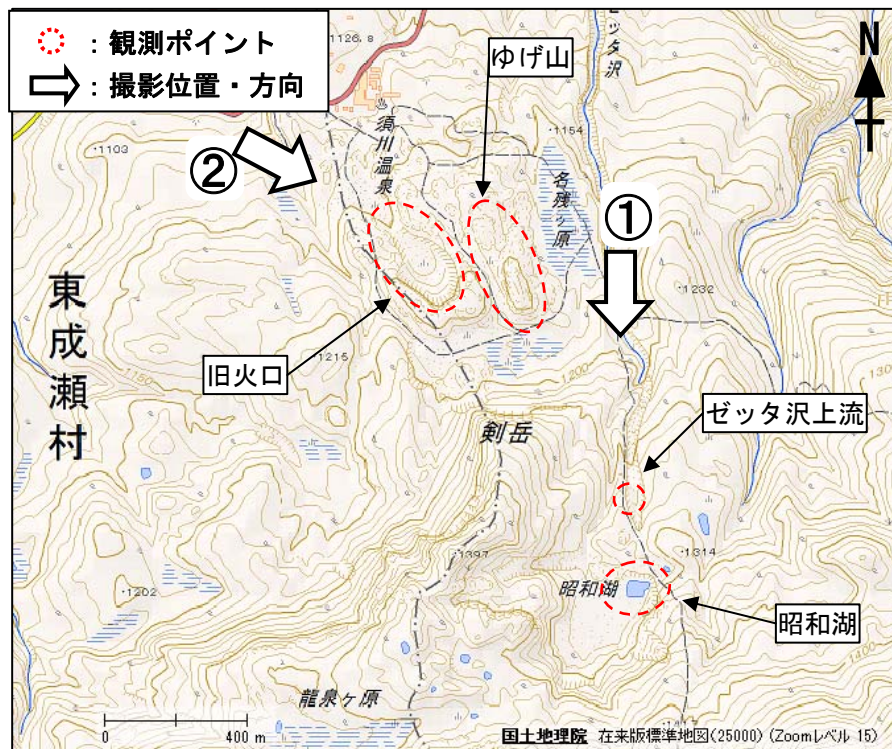 ：観測ポイント
：撮影位置・方向
1126.8
ゆげ山
ゼッタ沢
N
・1154
・1103
須川温泉
②
名残ヶ原
①
東成瀬村
・1232
旧火口
1215
1150
1200
1300
剣岳
ゼッタ沢上流
・1397
・1314
・1202
昭和湖
昭和湖
1400
龍泉ヶ原
0 400 m
国土地理院 在来版標準地図(25000) (Zoomレベル 15)